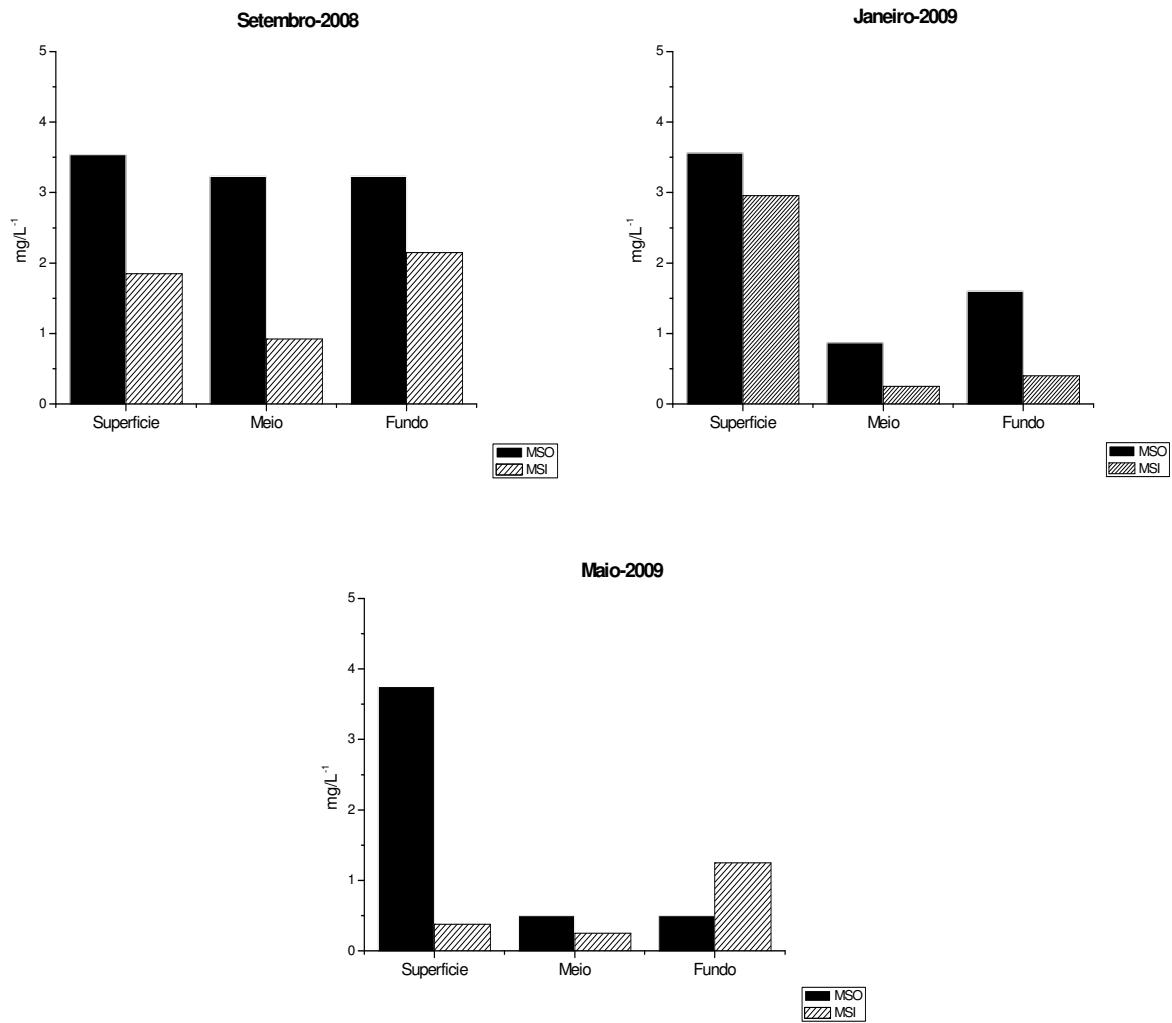 Setembro-2008
5
4
3
2
1
0
mg/L-1
Superficie Meio Fundo
MSO
MSI
Janeiro-2009
5
4
3
2
1
0
mg/L-1
Superficie Meio Fundo
MSO
MSI
Maio-2009
5
4
3
2
1
0
mg/L-1
Superficie Meio Fundo
MSO
MSI